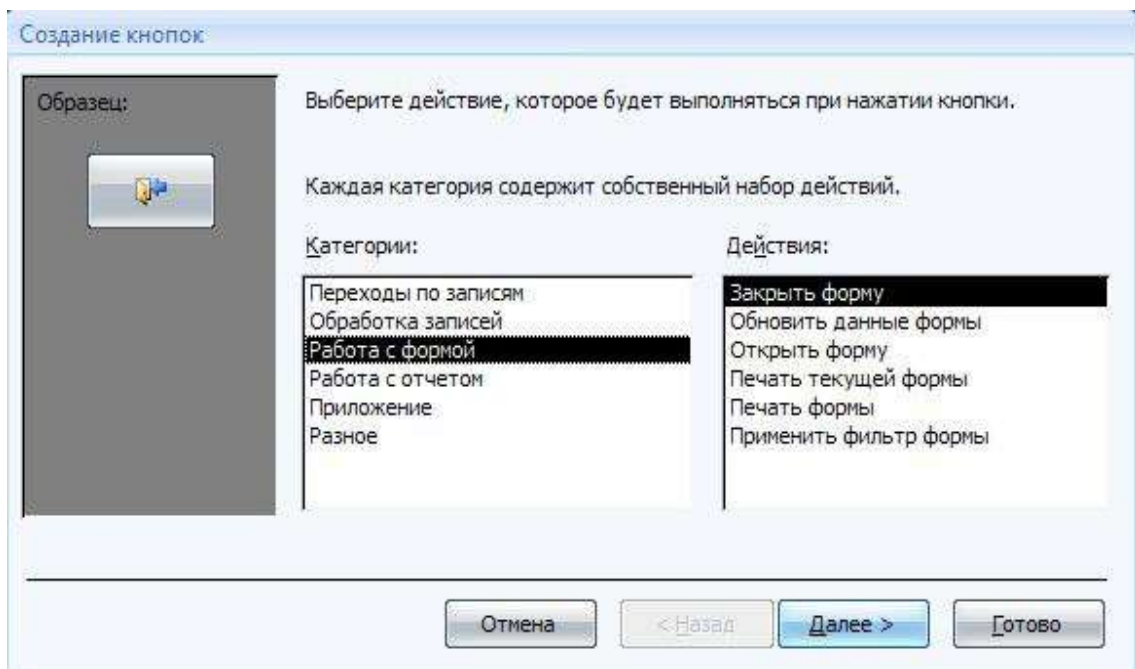 Создание кнопок
Образец:
Выберите действие, которое будет выполняться при нажатии кнопки.
Каждая категория содержит собственный набор действий.
Категории:
Переходы по записям
Обработка записей
Работа с формой
Работа с отчетом
Приложение
Разное
Действия:
Закрыть форму
Обновить данные формы
Открыть форму
Печать текущей формы
Печать формы
Применить фильтр формы
Отмена
< Назад
Далее >
Готово